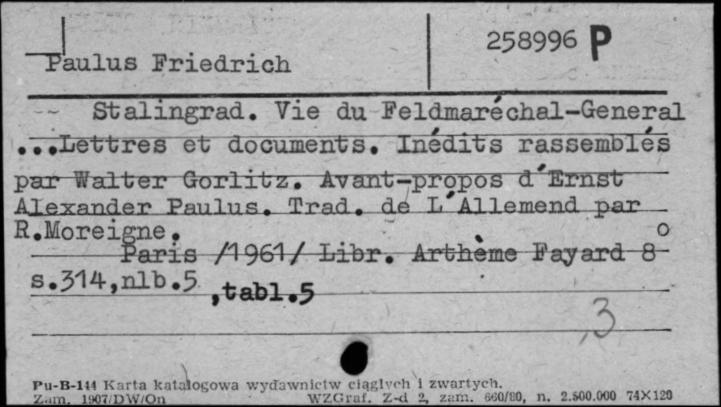 258996 P
Paulus Friedrich
Stalingrad. Vie du Feldmaréchal-General
...Lettres et documents. Inédits rassemblés
par Walter Gorlitz. Avant-propos d'Ernst
Alexander Paulus. Trad. de L'Allemend par
R.Moreigne.
Paris /1961/ Libr. Arthème Fayard 8o
s.314,nlb.5 ,tabl.5
3
Pu-B-144 Karta katalogowa wydawnictw ciągłych i zwartych.
Zam. 1907/DW/On WZGraf. Z-d 2, zam. 660/80, n. 2.500.000 74X120